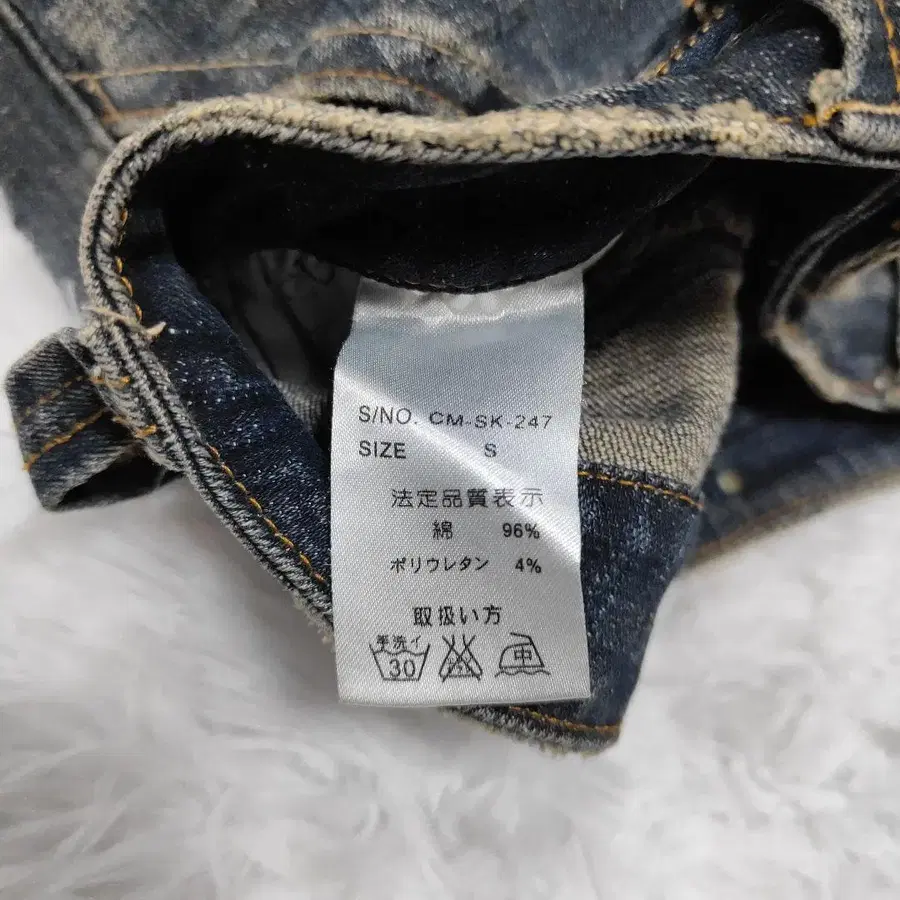 S/NO. CM-SK-247
SIZE S
法定品質表示
綿 96%
ポリウレタン 4%
取扱い方
手洗イ 30 中